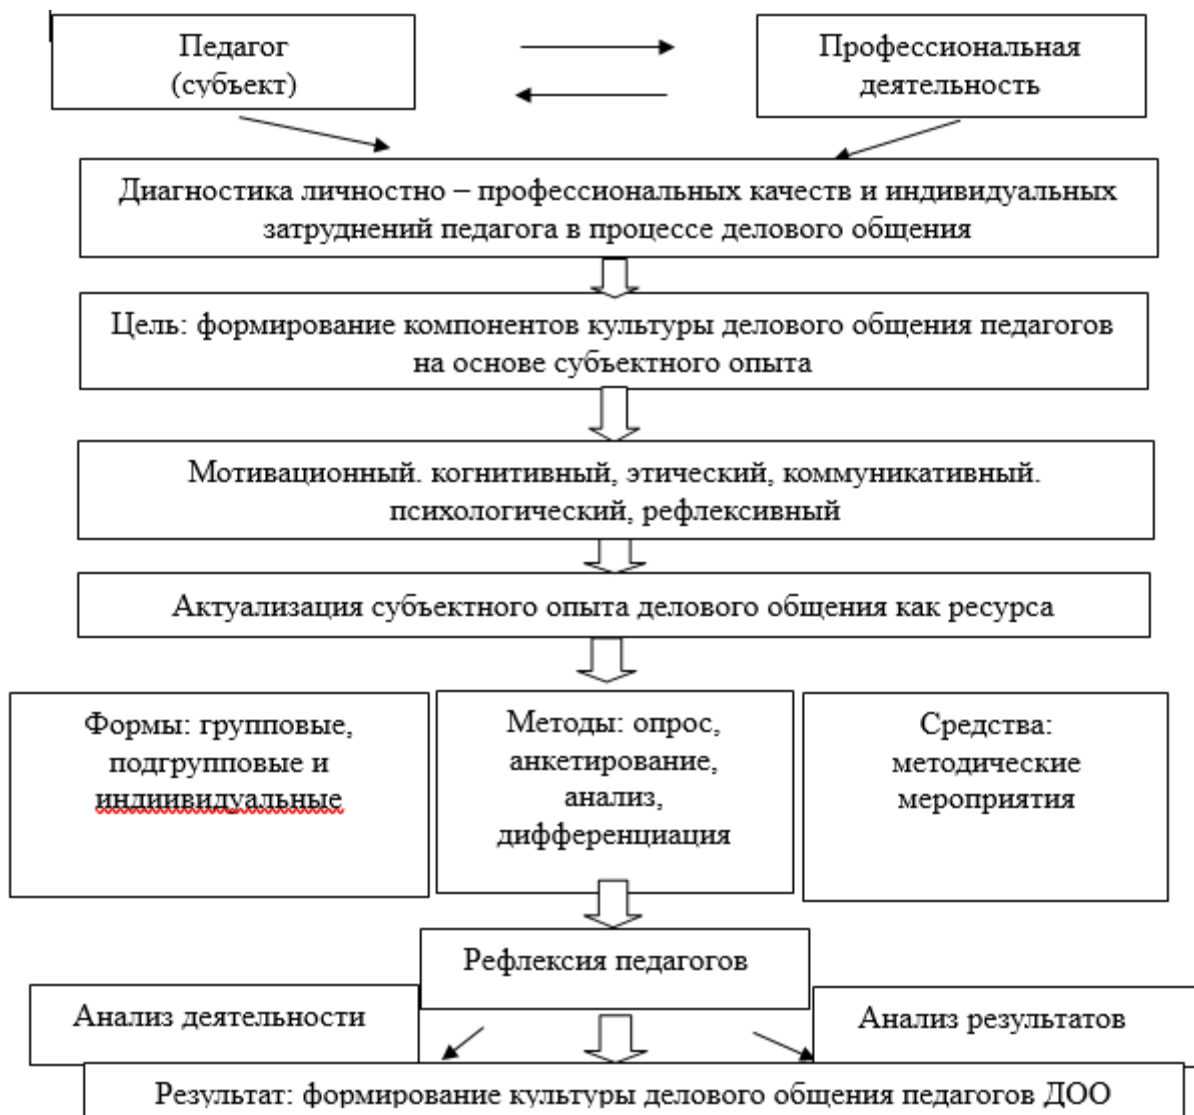 Педагог
(субъект)
Профессиональная
деятельность
Диагностика личностно – профессиональных качеств и индивидуальных
затруднений педагога в процессе делового общения
Цель: формирование компонентов культуры делового общения педагогов
на основе субъектного опыта
Мотивационный. когнитивный, этический, коммуникативный.
психологический, рефлексивный
Актуализация субъектного опыта делового общения как ресурса
Формы: групповые,
подгрупповые и
индиивидуальные
Методы: опрос,
анкетирование,
анализ,
дифференциация
Средства:
методические
мероприятия
Рефлексия педагогов
Анализ деятельности
Анализ результатов
Результат: формирование культуры делового общения педагогов ДОО